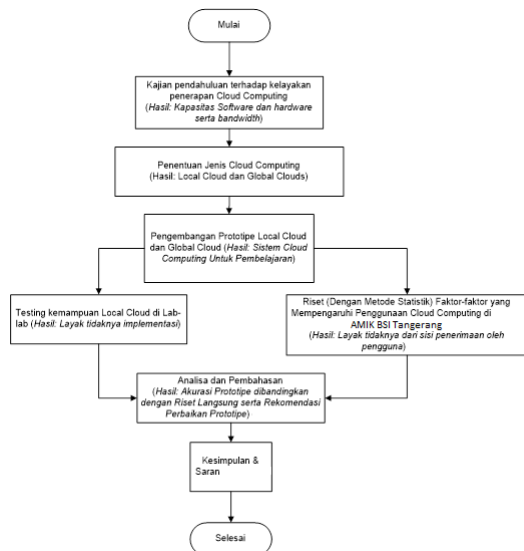 Mulai
Kajian pendahuluan terhadap kelayakan
penerapan Cloud Computing
(Hasil: Kapasitas Software dan hardware
serta bandwidth)
Penentuan Jenis Cloud Computing
(Hasil: Local Cloud dan Global Clouds)
Pengembangan Prototipe Local Cloud
dan Global Cloud (Hasil: Sistem Cloud
Computing Untuk Pembelajaran)
Testing kemampuan Local Cloud di Lab-
lab (Hasil: Layak tidaknya implementasi)
Riset (Dengan Metode Statistik) Faktor-faktor yang
Mempengaruhi Penggunaan Cloud Computing di
AMIK BSI Tangerang
(Hasil: Layak tidaknya dari sisi penerimaan oleh
pengguna)
Analisa dan Pembahasan
(Hasil: Akurasi Prototipe dibandingkan
dengan Riset Langsung serta Rekomendasi
Perbaikan Prototipe)
Kesimpulan &
Saran
Selesai